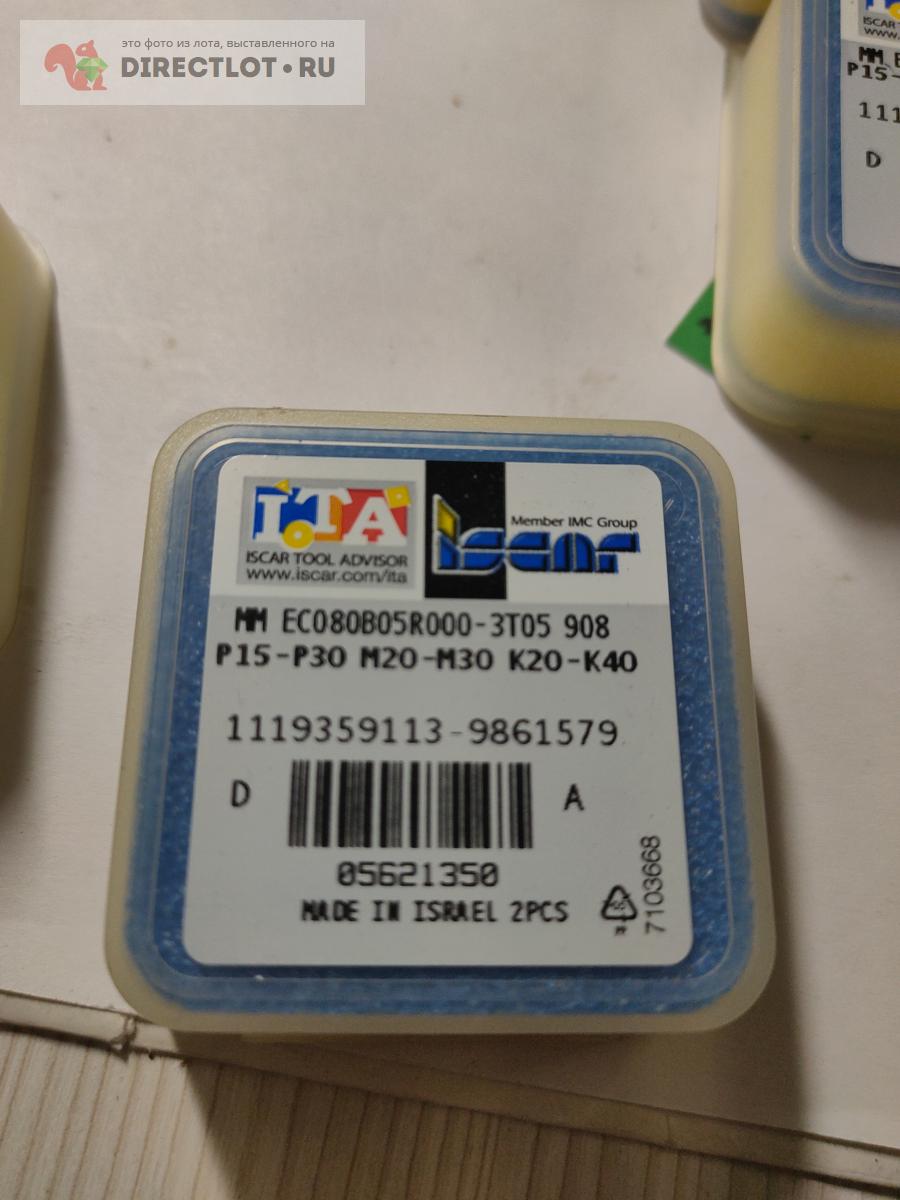 это фото из лота, выставленного на
DIRECTLOT•RU
ITA
ISCAR TOOL ADVISOR
www.iscar.com/ita
Member IMC Group
iscar
MM EC080B05R000-3T05 908
P15-P30 M20-M30 K20-K40
1119359113-9861579
D
A
05621350
MADE IN ISRAEL 2PCS
7103668
ISCAR
www.
MM E
P15-
111
D